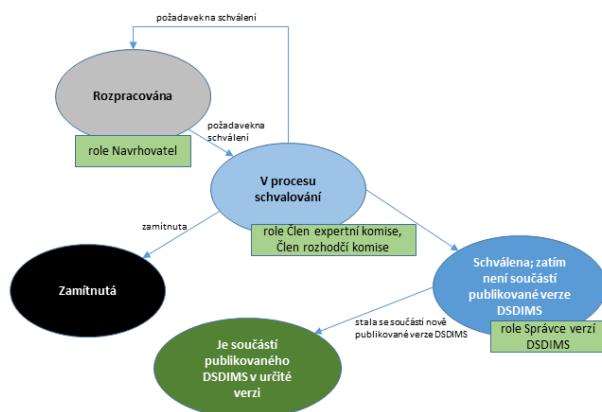 požadavek na schválení
Rozpracována
role Navrhovatel
požadavekna
schválení
V procesu
schvalování
role Člen expertní komise,
Člen rozhodčí komise
zamítnuta
Zamítnutá
Schválena; zatím
není součástí
publikované verze
DSDIMS
role Správce verzí
DSDIMS
stala se součástí nově
publikované verze DSDIMS
Je součástí
publikovaného
DSDIMS v určité
verzi